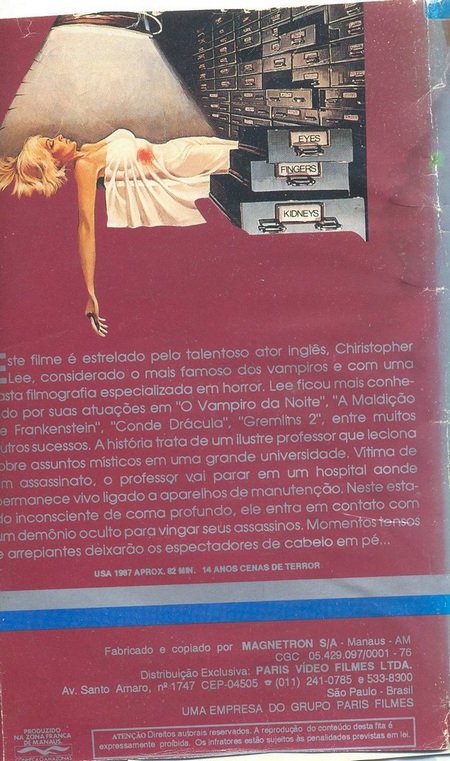 EYES
FINGERS
KIDNEYS
Este filme é estrelado pelo talentoso ator inglês, Chiristopher
Lee, considerado o mais famoso dos vampiros e com uma
asta filmografia especializada em horror. Lee ficou mais conhe-
do por suas atuações em "O Vampiro da Noite", "A Maldição
e Frankenstein", "Conde Drácula", "Gremlins 2", entre muitos
utros sucessos. A história trata de um ilustre professor que leciona
obre assuntos místicos em uma grande universidade. Vítima de
m assassinato, o professor vai parar em um hospital aonde
permanece vivo ligado a aparelhos de manutenção. Neste esta-
do inconsciente de coma profundo, ele entra em contato com
um demônio oculto para vingar seus assassinos. Momentos tensos
e arrepiantes deixarão os espectadores de cabelo em pé...
USA 1987 APROX. 82 MIN. 14 ANOS CENAS DE TERROR
Fabricado e copiado por MAGNETRON S/A - Manaus - AM
CGC 05.429.097/0001 - 76
Distribuição Exclusiva: PARIS VÍDEO FILMES LTDA.
Av. Santo Amaro, nº 1747 CEP-04505 ☎ (011) 241-0785 e 533-8300
São Paulo - Brasil
UMA EMPRESA DO GRUPO PARIS FILMES
PRODUZIDO
NA ZONA FRANCA
DE MANAUS
ATENÇÃO Direitos autorais reservados. A reprodução do conteúdo desta fita é
expressamente proibida. Os infratores estão sujeitos às penalidades previstas em lei.